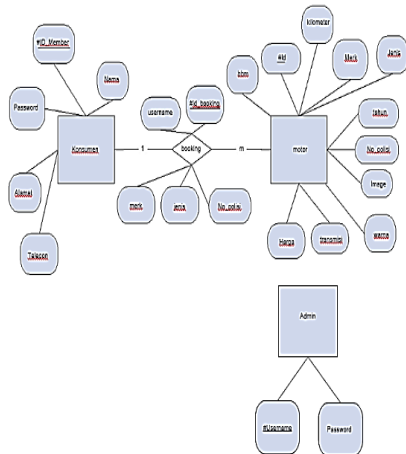 #ID_Member
Nama
Password
Konsumen
Alamat
Telepon
1
username
#id_booking
booking
m
merk
jenis
No_polisi
bbm
#Id
kilometer
Merk
Jenis
motor
tahun
No_polisi
Image
warna
transmisi
Harga
Admin
#Username
Password